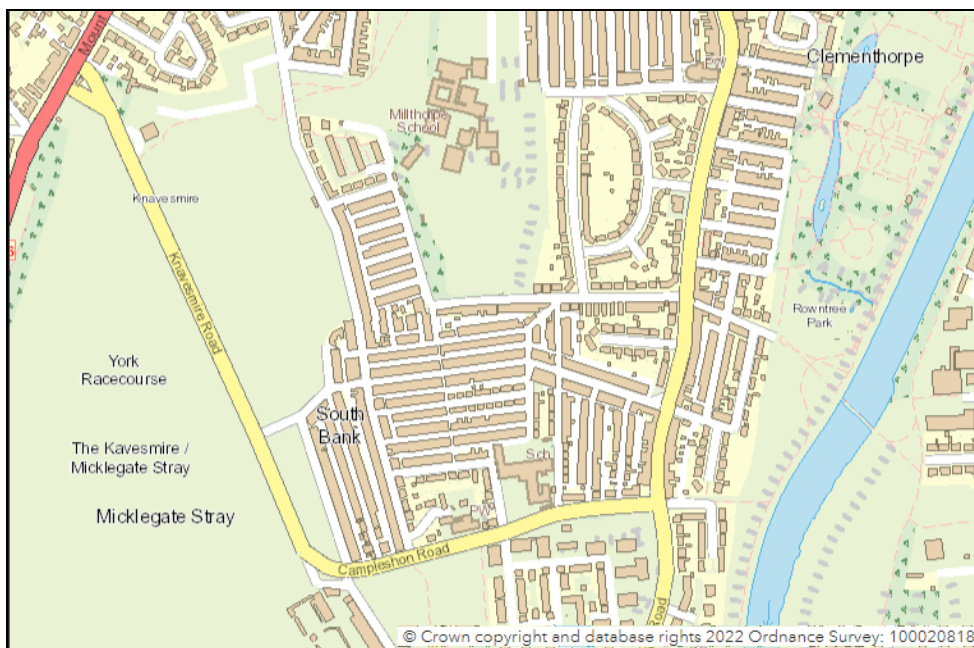 Mount
Clementhorpe
PW
Millthorpe
School
Knavesmire
Knavesmire Road
Rowntree
Park
York
Racecourse
South
Bank
The Kavesmire /
Micklegate Stray
Sch
Micklegate Stray
PW
Campleshon Road
Road
© Crown copyright and database rights 2022 Ordnance Survey: 100020818